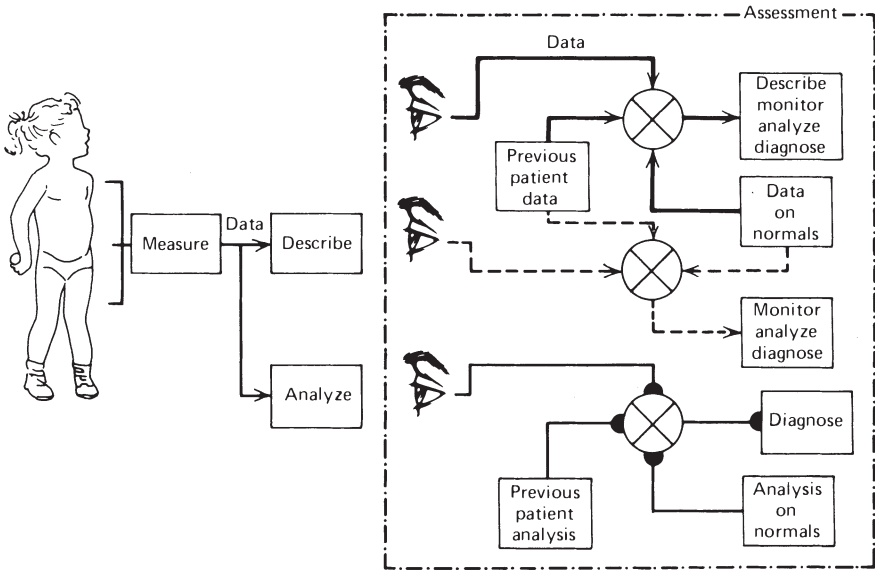 Assessment
Data
Describe
monitor
analyze
diagnose
Previous
patient
data
Data
on
normals
Data
Measure
Describe
Monitor
analyze
diagnose
Analyze
Diagnose
Previous
patient
analysis
Analysis
on
normals